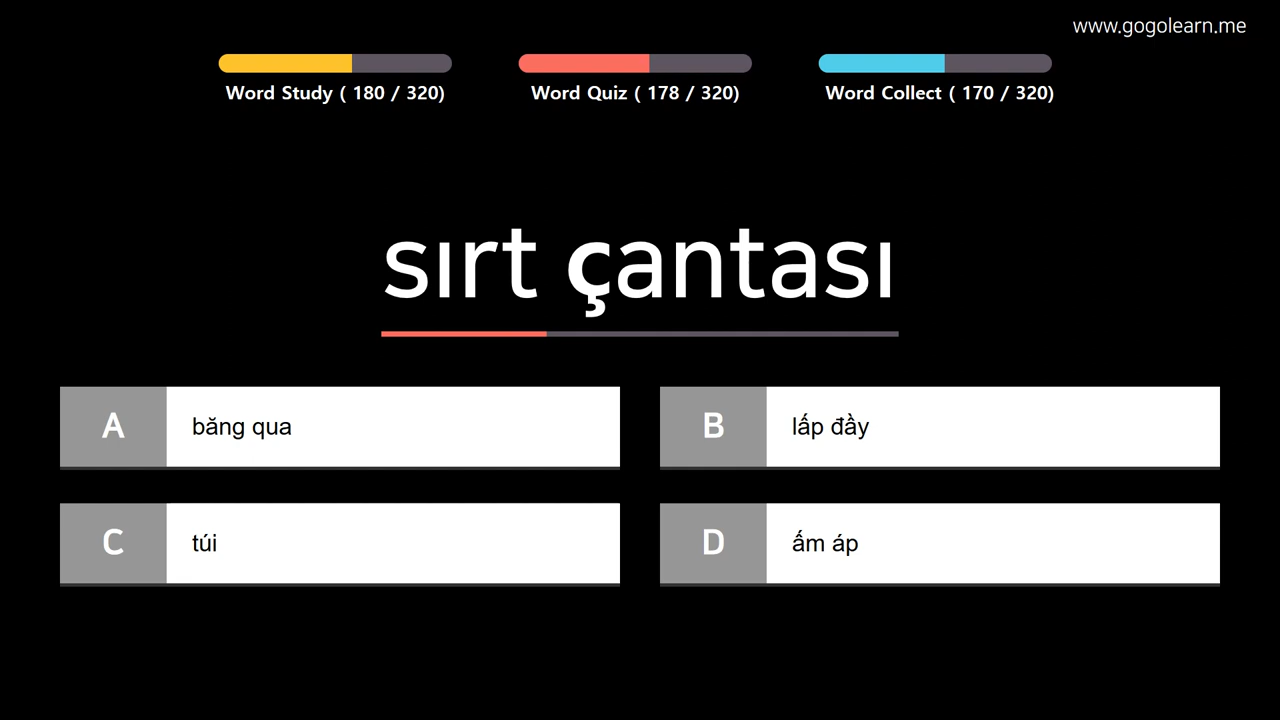 www.gogolearn.me
Word Study ( 180 / 320)
Word Quiz ( 178 / 320)
Word Collect ( 170 / 320)
sırt çantası
A băng qua
B lấp đầy
C túi
D ấm áp